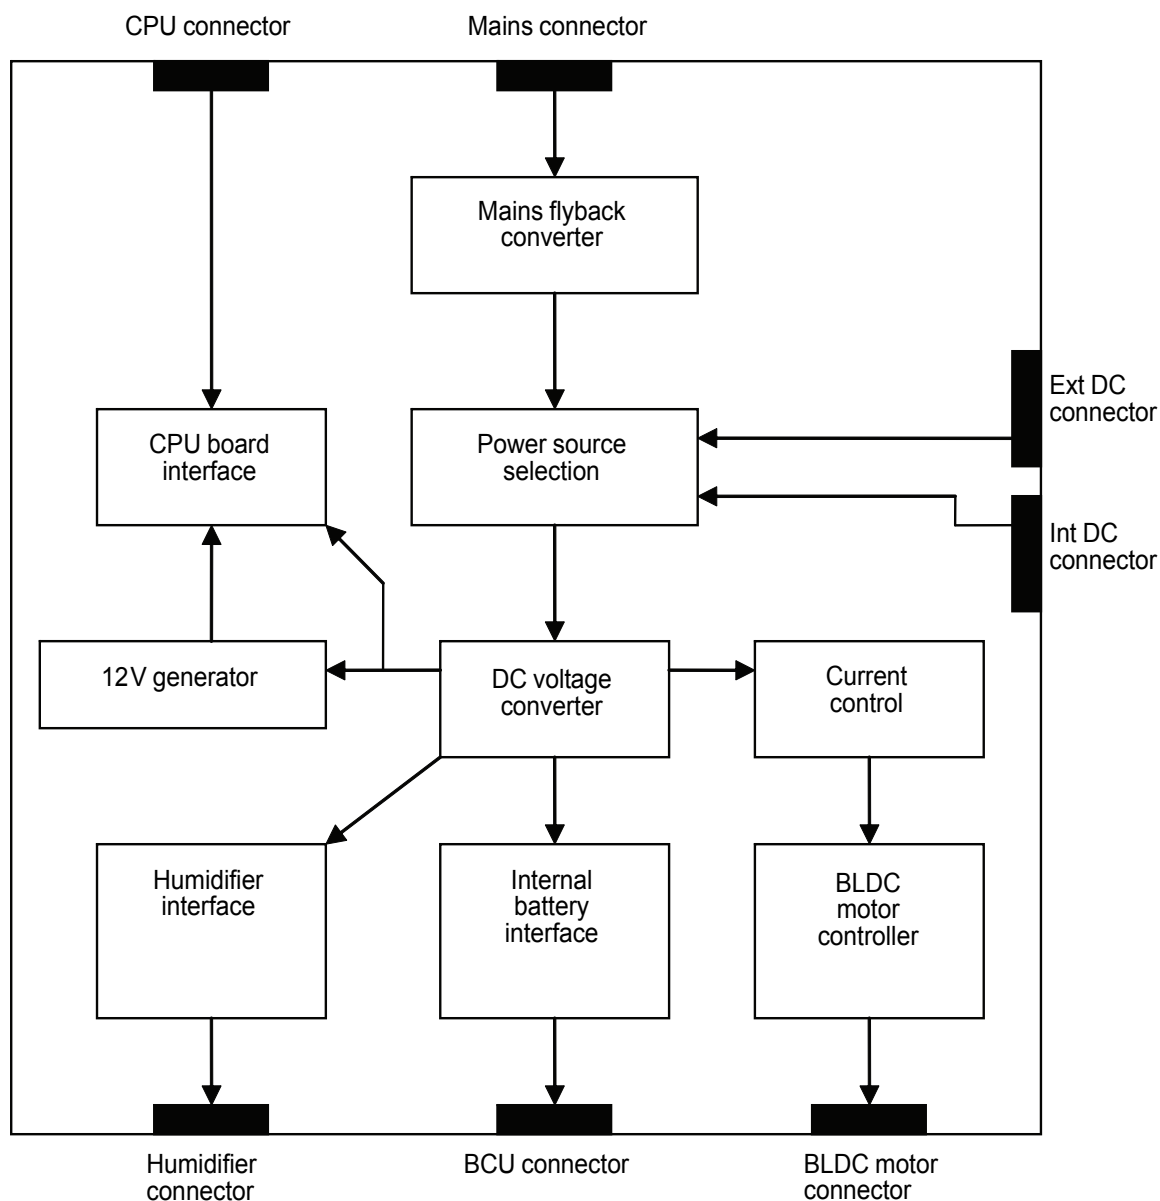 CPU connector
Mains connector
Mains flyback
converter
Ext DC
connector
CPU board
interface
Power source
selection
Int DC
connector
12V generator
DC voltage
converter
Current
control
Humidifier
interface
Internal
battery
interface
BLDC
motor
controller
Humidifier
connector
BCU connector
BLDC motor
connector